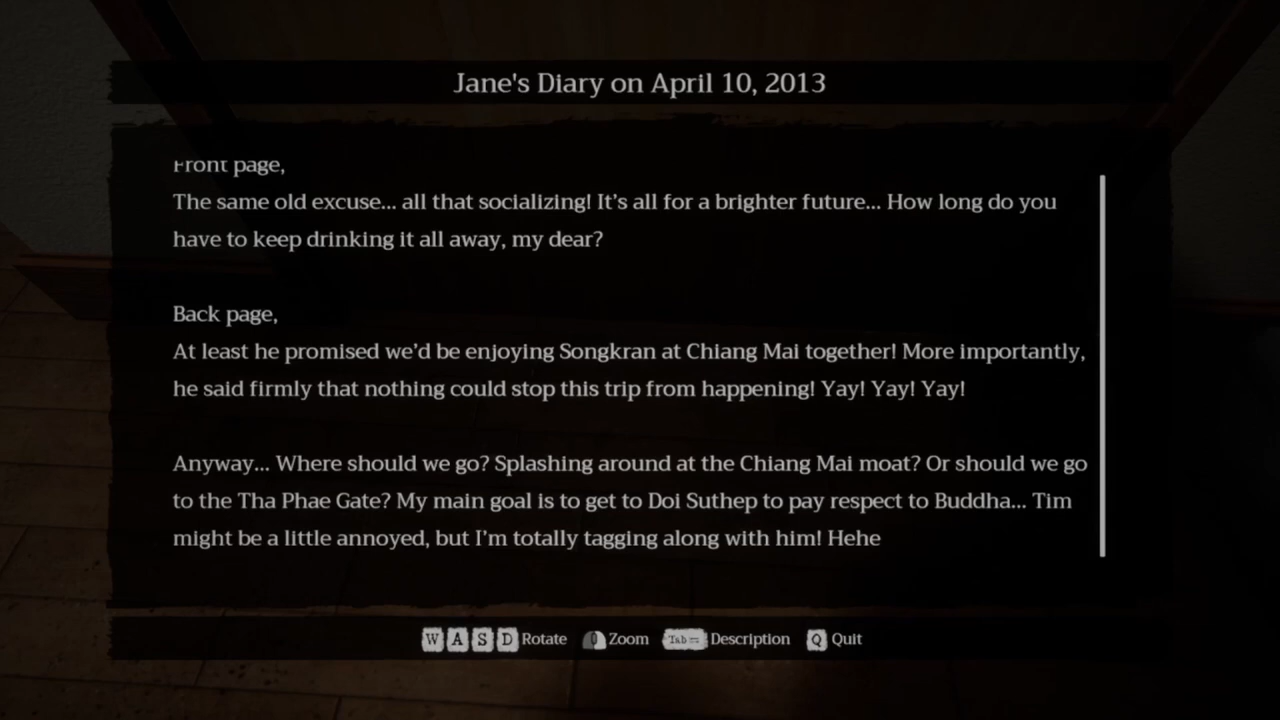 Jane's Diary on April 10, 2013
Front page,
The same old excuse... all that socializing! It's all for a brighter future... How long do you
have to keep drinking it all away, my dear?
Back page,
At least he promised we'd be enjoying Songkran at Chiang Mai together! More importantly,
he said firmly that nothing could stop this trip from happening! Yay! Yay! Yay!
Anyway... Where should we go? Splashing around at the Chiang Mai moat? Or should we go
to the Tha Phae Gate? My main goal is to get to Doi Suthep to pay respect to Buddha... Tim
might be a little annoyed, but I'm totally tagging along with him! Hehe
W A S D Rotate Zoom Tab Description Q Quit